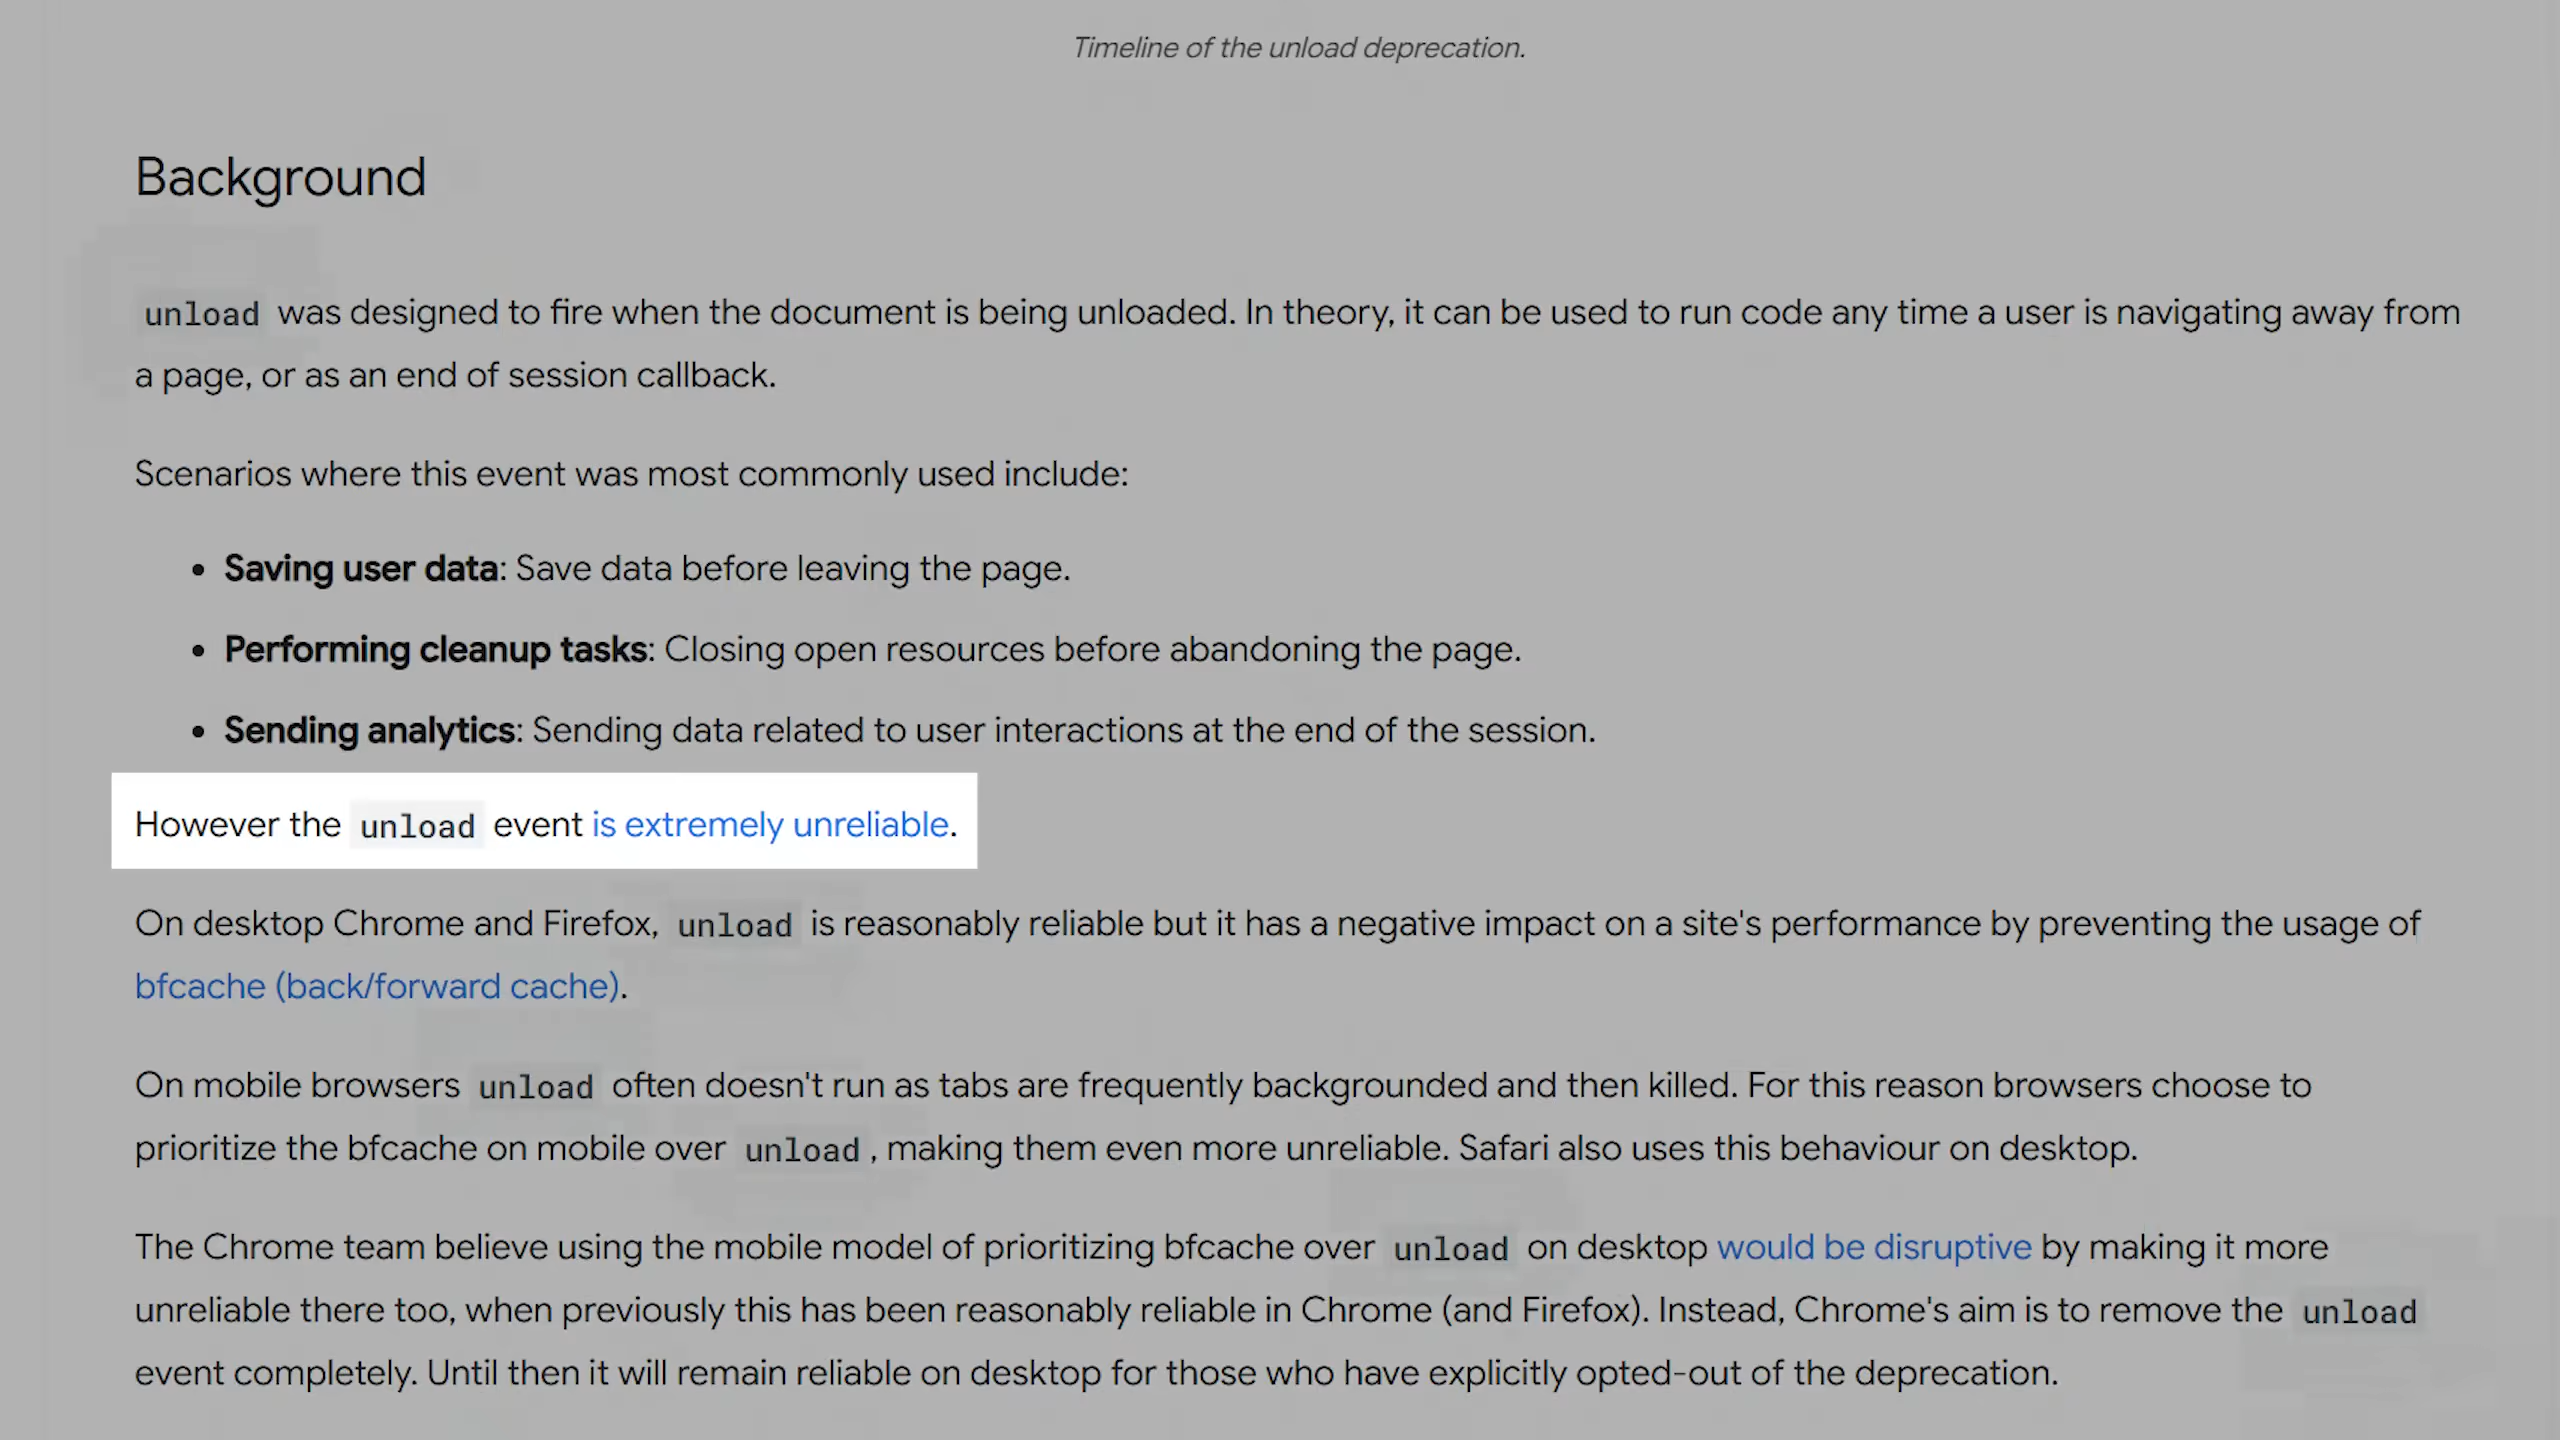 Timeline of the unload deprecation.
Background
unload was designed to fire when the document is being unloaded. In theory, it can be used to run code any time a user is navigating away from
a page, or as an end of session callback.
Scenarios where this event was most commonly used include:
• Saving user data: Save data before leaving the page.
• Performing cleanup tasks: Closing open resources before abandoning the page.
• Sending analytics: Sending data related to user interactions at the end of the session.
However the unload event is extremely unreliable.
On desktop Chrome and Firefox, unload is reasonably reliable but it has a negative impact on a site's performance by preventing the usage of
bfcache (back/forward cache).
On mobile browsers unload often doesn't run as tabs are frequently backgrounded and then killed. For this reason browsers choose to
prioritize the bfcache on mobile over unload, making them even more unreliable. Safari also uses this behaviour on desktop.
The Chrome team believe using the mobile model of prioritizing bfcache over unload on desktop would be disruptive by making it more
unreliable there too, when previously this has been reasonably reliable in Chrome (and Firefox). Instead, Chrome's aim is to remove the unload
event completely. Until then it will remain reliable on desktop for those who have explicitly opted-out of the deprecation.